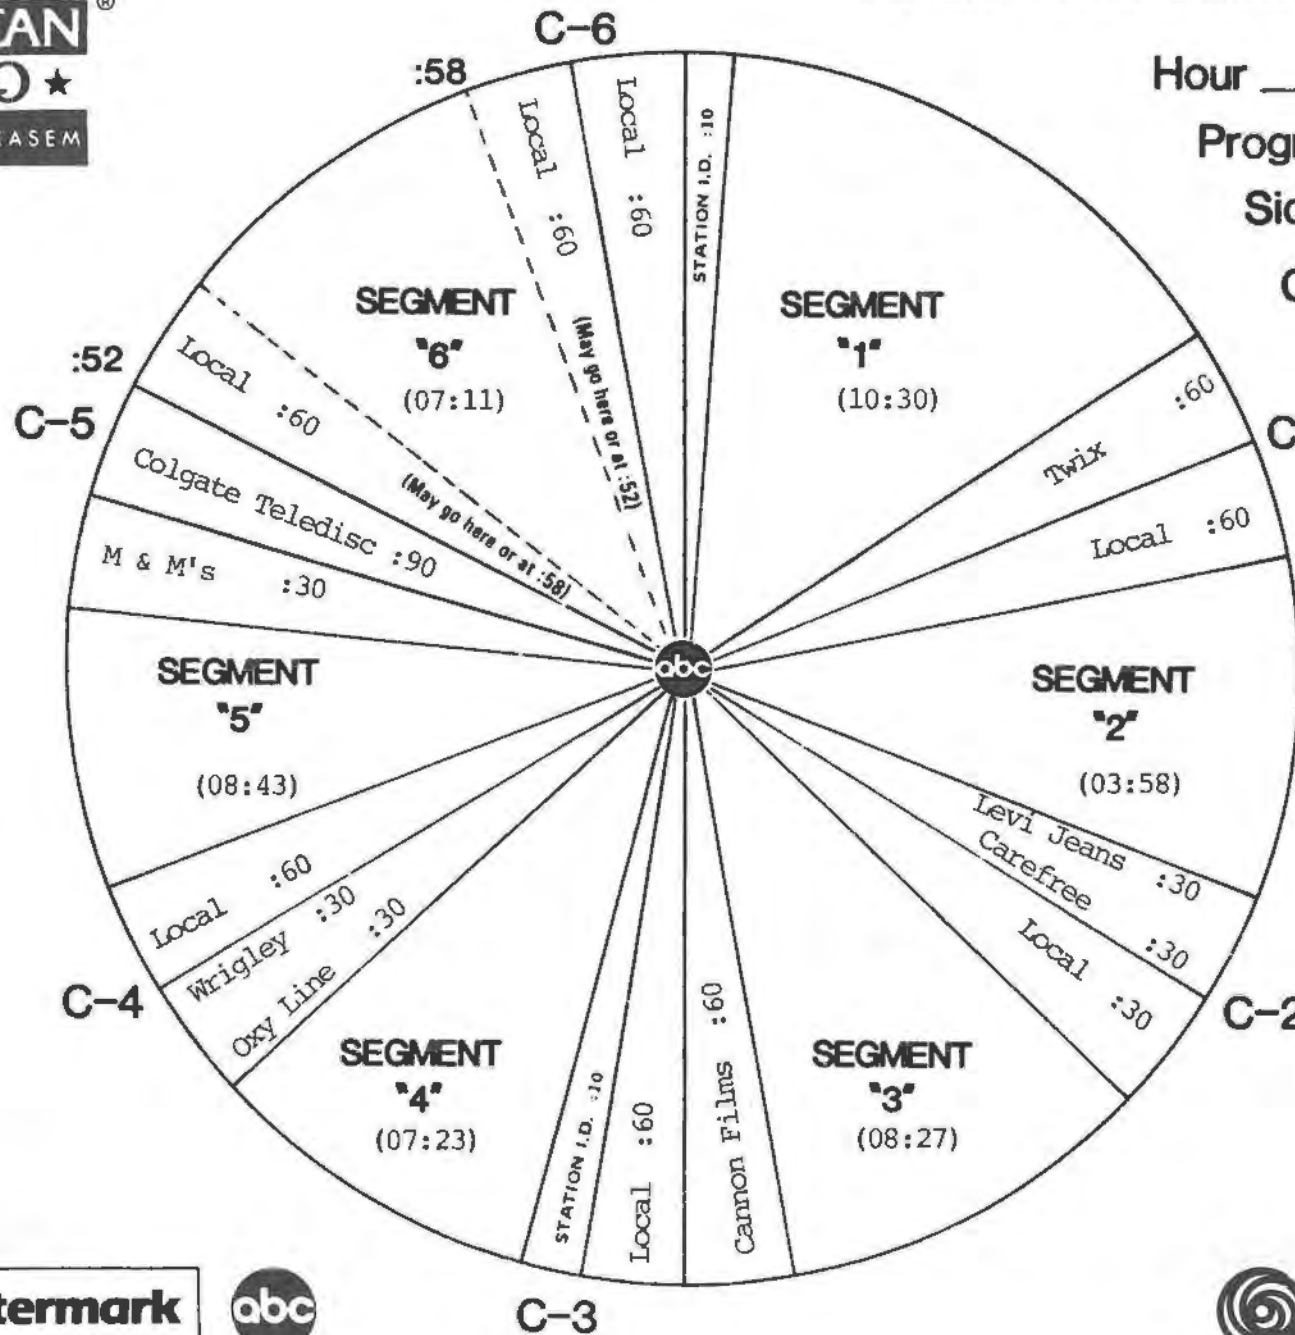 C-6
:58
Hour
ASEM
Local :60
Local :60
STATION I.D. :10
SEGMENT
"6"
(07:11)
(May go here or at :52)
SEGMENT
"1"
(10:30)
:52
C-5
Local :60
(May go here or at :58)
Twix :60
Local :60
Colgate Teledisc :90
M & M's :30
abc
SEGMENT
"5"
(08:43)
SEGMENT
"2"
(03:58)
Levi Jeans :30
Carefree :30
Local :30
C-2
Local :60
Wrigley :30
Oxy Line :30
C-4
SEGMENT
"4"
(07:23)
STATION I.D. :10
Local :60
Cannon Films :60
SEGMENT
"3"
(08:27)
C-3
termark
abc